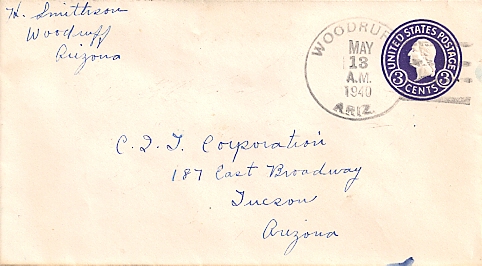 H. Smithson
Woodruff
Arizona
WOODRUFF
MAY
13
A.M.
1940
ARIZ.
UNITED STATES POSTAGE
3 CENTS 3
C. I. T. Corporation
187 East Broadway
Tucson
Arizona